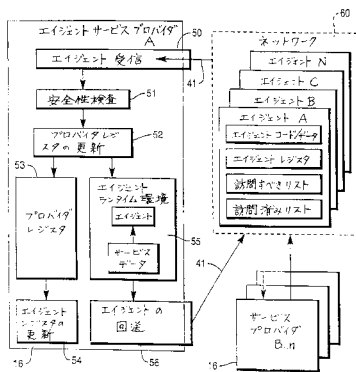 エイジェント サービス プロバイダ
A
50
エイジェント 受信
51
安全性検査
52
プロバイダレジ
スタの更新
53
プロバイダ
レジスタ
エイジェント
ランタイム環境
エイジェント
サービス
データ
55
エイジェント
レジスタの
更新
16
54
エイジェントの
回送
56
41
41
60
ネットワーク
エイジェント N
エイジェント C
エイジェント B
エイジェント A
エイジェント コード/データ
エイジェント レジスタ
訪問すべきリスト
訪問済みリスト
サービス
プロバイダ
B..n
16